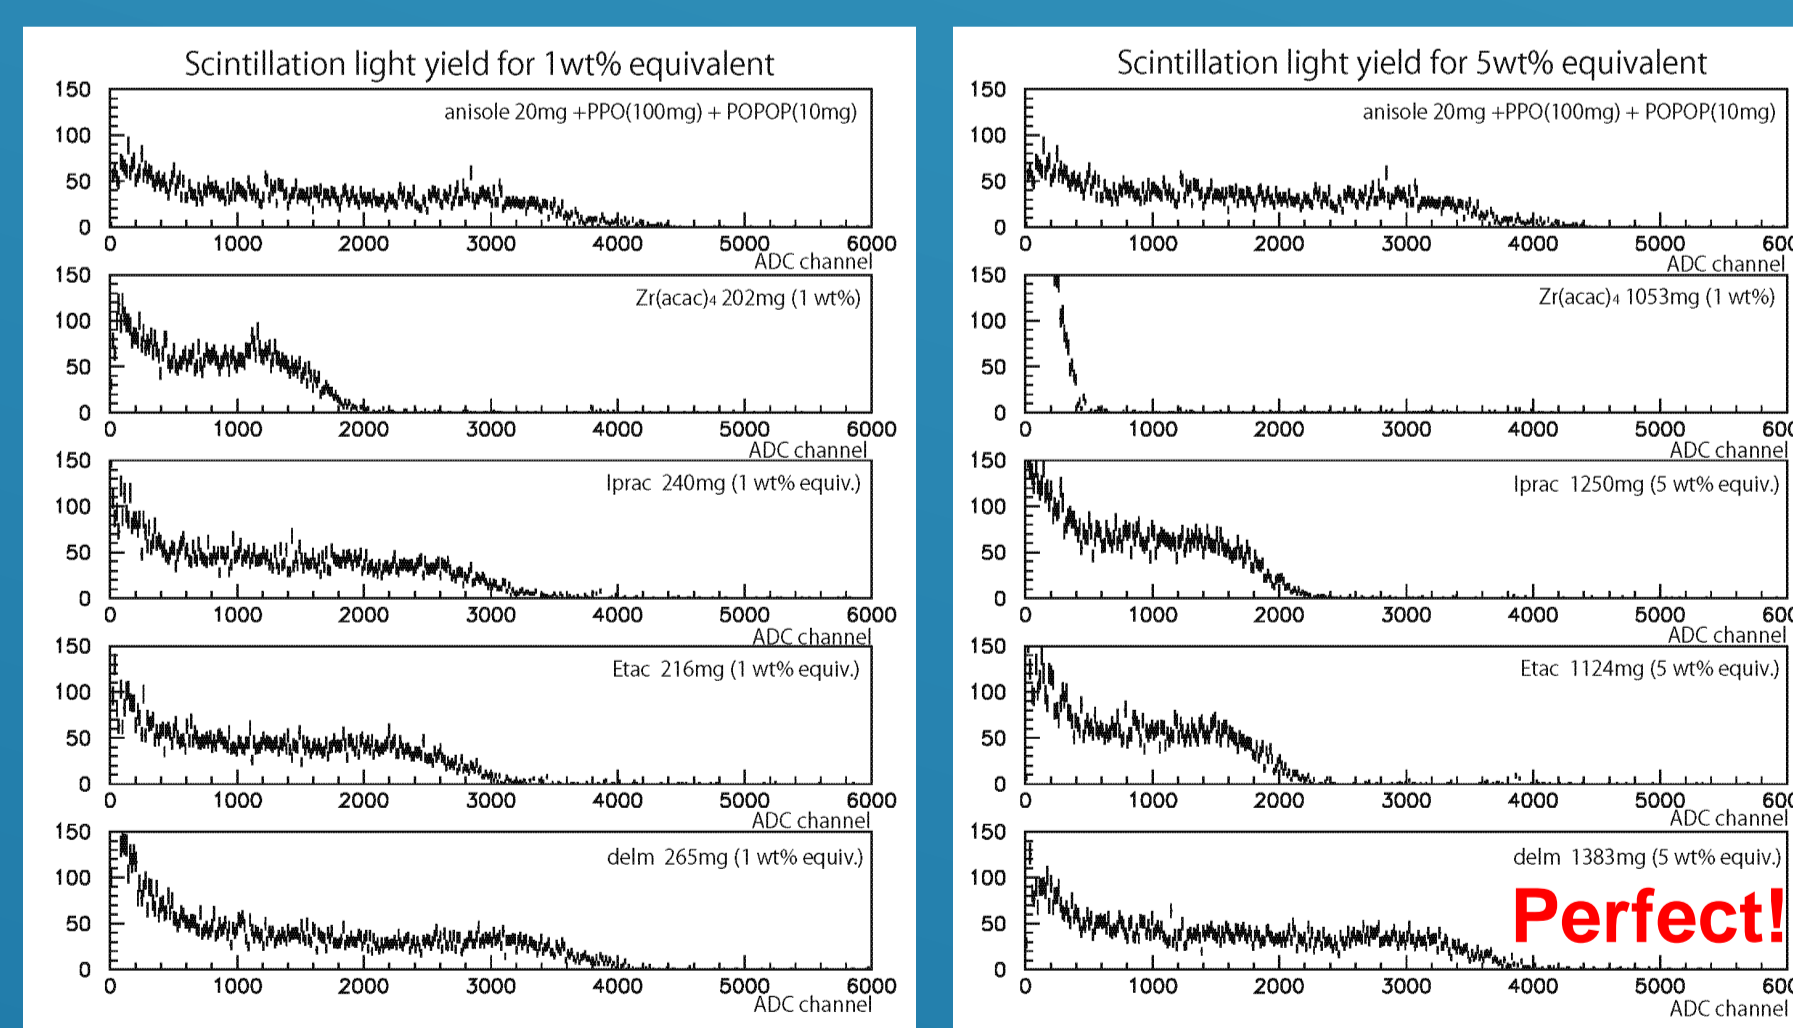 Scintillation light yield for 1wt% equivalent
150
anisole 20mg +PPO(100mg) + POPOP(10mg)
100
50
0
0 1000 2000 3000 4000 5000 6000
ADC channel
150
Zr(acac)4 202mg (1 wt%)
100
50
0
0 1000 2000 3000 4000 5000 6000
ADC channel
150
Iprac 240mg (1 wt% equiv.)
100
50
0
0 1000 2000 3000 4000 5000 6000
ADC channel
150
Etac 216mg (1 wt% equiv.)
100
50
0
0 1000 2000 3000 4000 5000 6000
ADC channel
150
delm 265mg (1 wt% equiv.)
100
50
0
0 1000 2000 3000 4000 5000 6000
ADC channel
Scintillation light yield for 5wt% equivalent
150
anisole 20mg +PPO(100mg) + POPOP(10mg)
100
50
0
0 1000 2000 3000 4000 5000 600
ADC channel
150
Zr(acac)4 1053mg (1 wt%)
100
50
0
0 1000 2000 3000 4000 5000 600
ADC channel
150
Iprac 1250mg (5 wt% equiv.)
100
50
0
0 1000 2000 3000 4000 5000 600
ADC channel
150
Etac 1124mg (5 wt% equiv.)
100
50
0
0 1000 2000 3000 4000 5000 600
ADC channel
150
delm 1383mg (5 wt% equiv.)
100
Perfect!
50
0
0 1000 2000 3000 4000 5000 600
ADC channel